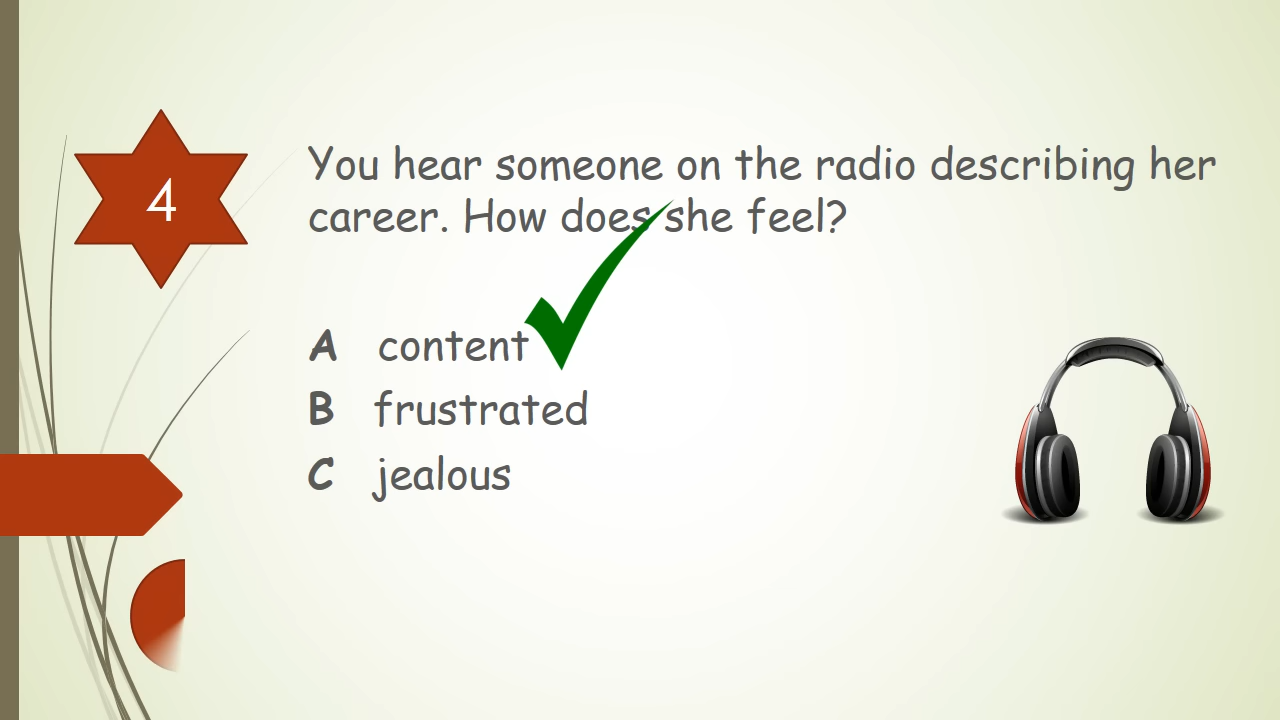 4
You hear someone on the radio describing her
career. How does she feel?
A content
B frustrated
C jealous